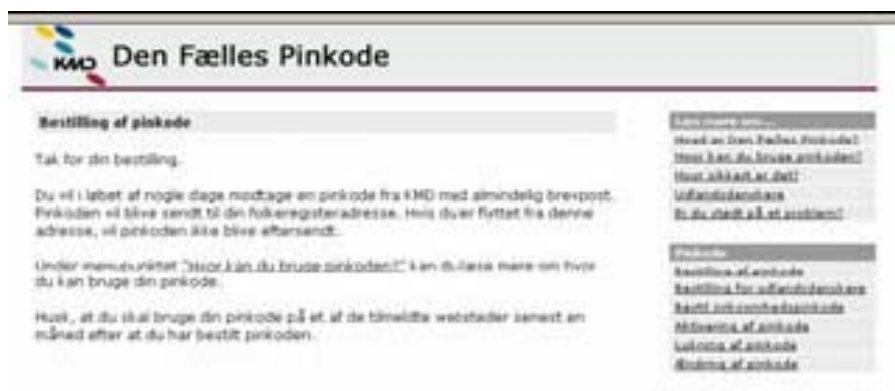 KMD Den Fælles Pinkode
Bestilling af pinkode
Tak for din bestilling.
Du vil i løbet af nogle dage modtage en pinkode fra KMD med almindelig brevpost.
Pinkoden vil blive sendt til din folkeregisteradresse. Hvis du er flyttet fra denne
adresse, vil pinkoden ikke blive eftersendt.
Under menupunktet "Hvor kan du bruge pinkoden?" kan du læse mere om hvor
du kan bruge din pinkode.
Husk, at du skal bruge din pinkode på et af de tilmeldte websteder senest en
måned efter at du har bestilt pinkoden.
Læs mere om...
Hvad er Den Fælles Pinkode?
Hvor kan du bruge pinkoden?
Hvor sikkert er det?
Udlandsdanskere
Er du stødt på et problem?
Pinkode
Bestilling af pinkode
Bestilling for udlandsdanskere
Bestil virksomhedspinkode
Aktivering af pinkode
Lukning af pinkode
Ændring af pinkode